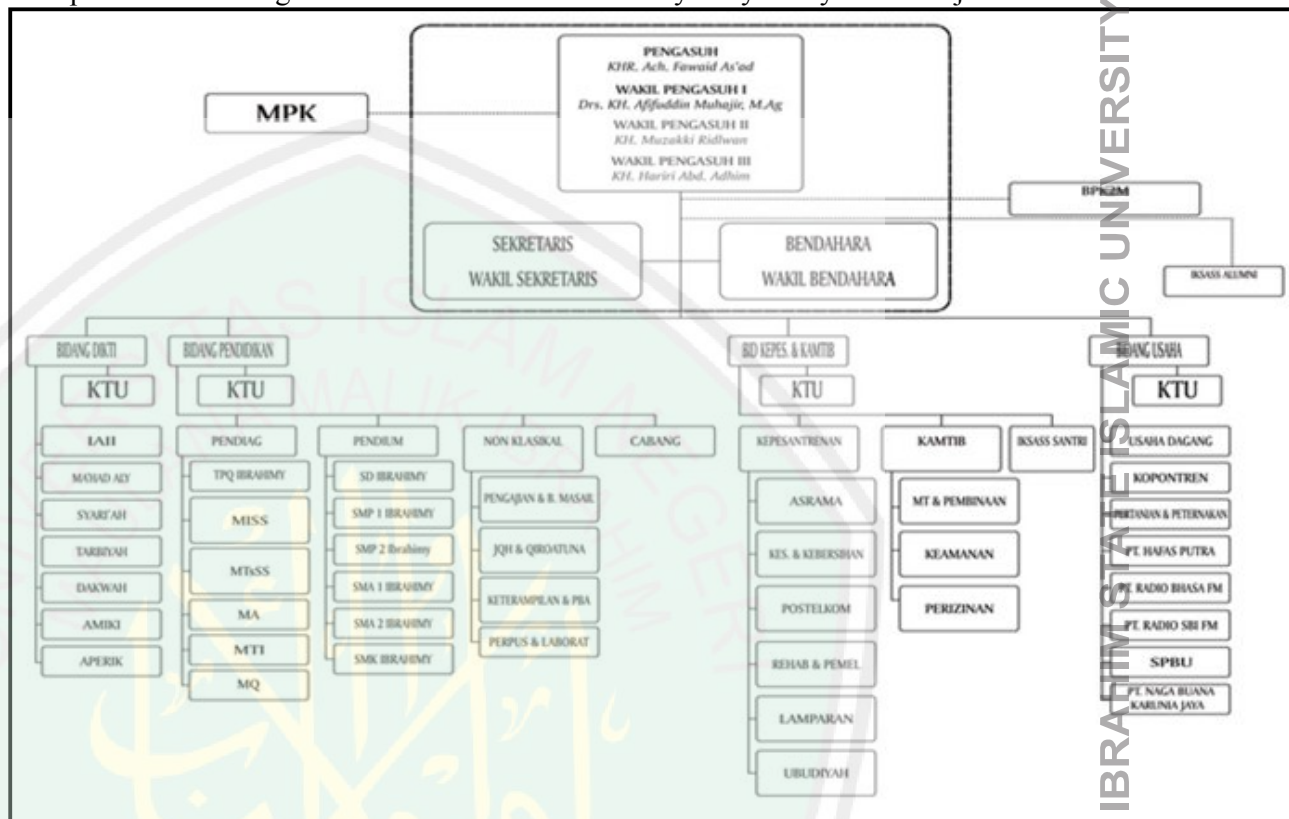 PENGASUH
KHR. Ach. Fawaid As'ad
WAKIL PENGASUH I
Drs. KH. Afifuddin Muhajir, M.Ag
WAKIL PENGASUH II
KH. Muzakki Ridlwan
WAKIL PENGASUH III
KH. Hariri Abd. Adhim
MPK
BPK2M
SEKRETARIS
WAKIL SEKRETARIS
BENDAHARA
WAKIL BENDAHARA
IKSASS ALUMNI
BIDANG DIKTI
KTU
IAII
MA'HAD ALY
SYARI'AH
TARBIYAH
DAKWAH
AMIKI
APERIK
BIDANG PENDIDIKAN
KTU
PENDIAG
TPQ IBRAHIMY
MISS
MTsSS
MA
MTI
MQ
PENDIUM
SD IBRAHIMY
SMP 1 IBRAHIMY
SMP 2 Ibrahimy
SMA 1 IBRAHIMY
SMA 2 IBRAHIMY
SMK IBRAHIMY
NON KLASIKAL
PENGAJIAN & B. MASAIL
JQH & QIROATUNA
KETERAMPILAN & PBA
PERPUS & LABORAT
CABANG
BID KEPES. & KAMTIB
KTU
KEPESANTRENAN
ASRAMA
KES. & KEBERSIHAN
POSTELKOM
REHAB & PEMEL
LAMPARAN
UBUDIYAH
KAMTIB
MT & PEMBINAAN
KEAMANAN
PERIZINAN
IKSASS SANTRI
BIDANG USAHA
KTU
USAHA DAGANG
KOPONTREN
PERTANIAN & PETERNAKAN
PT. HAFAS PUTRA
PT. RADIO BHASA FM
PT. RADIO SBI FM
SPBU
PT. NAGA BUANA
KARUNIA JAYA
IBRAHIM STATE ISLAMIC UNIVERSITY
ITAS ISLAM NEGERI
MALIK IBRAHIM